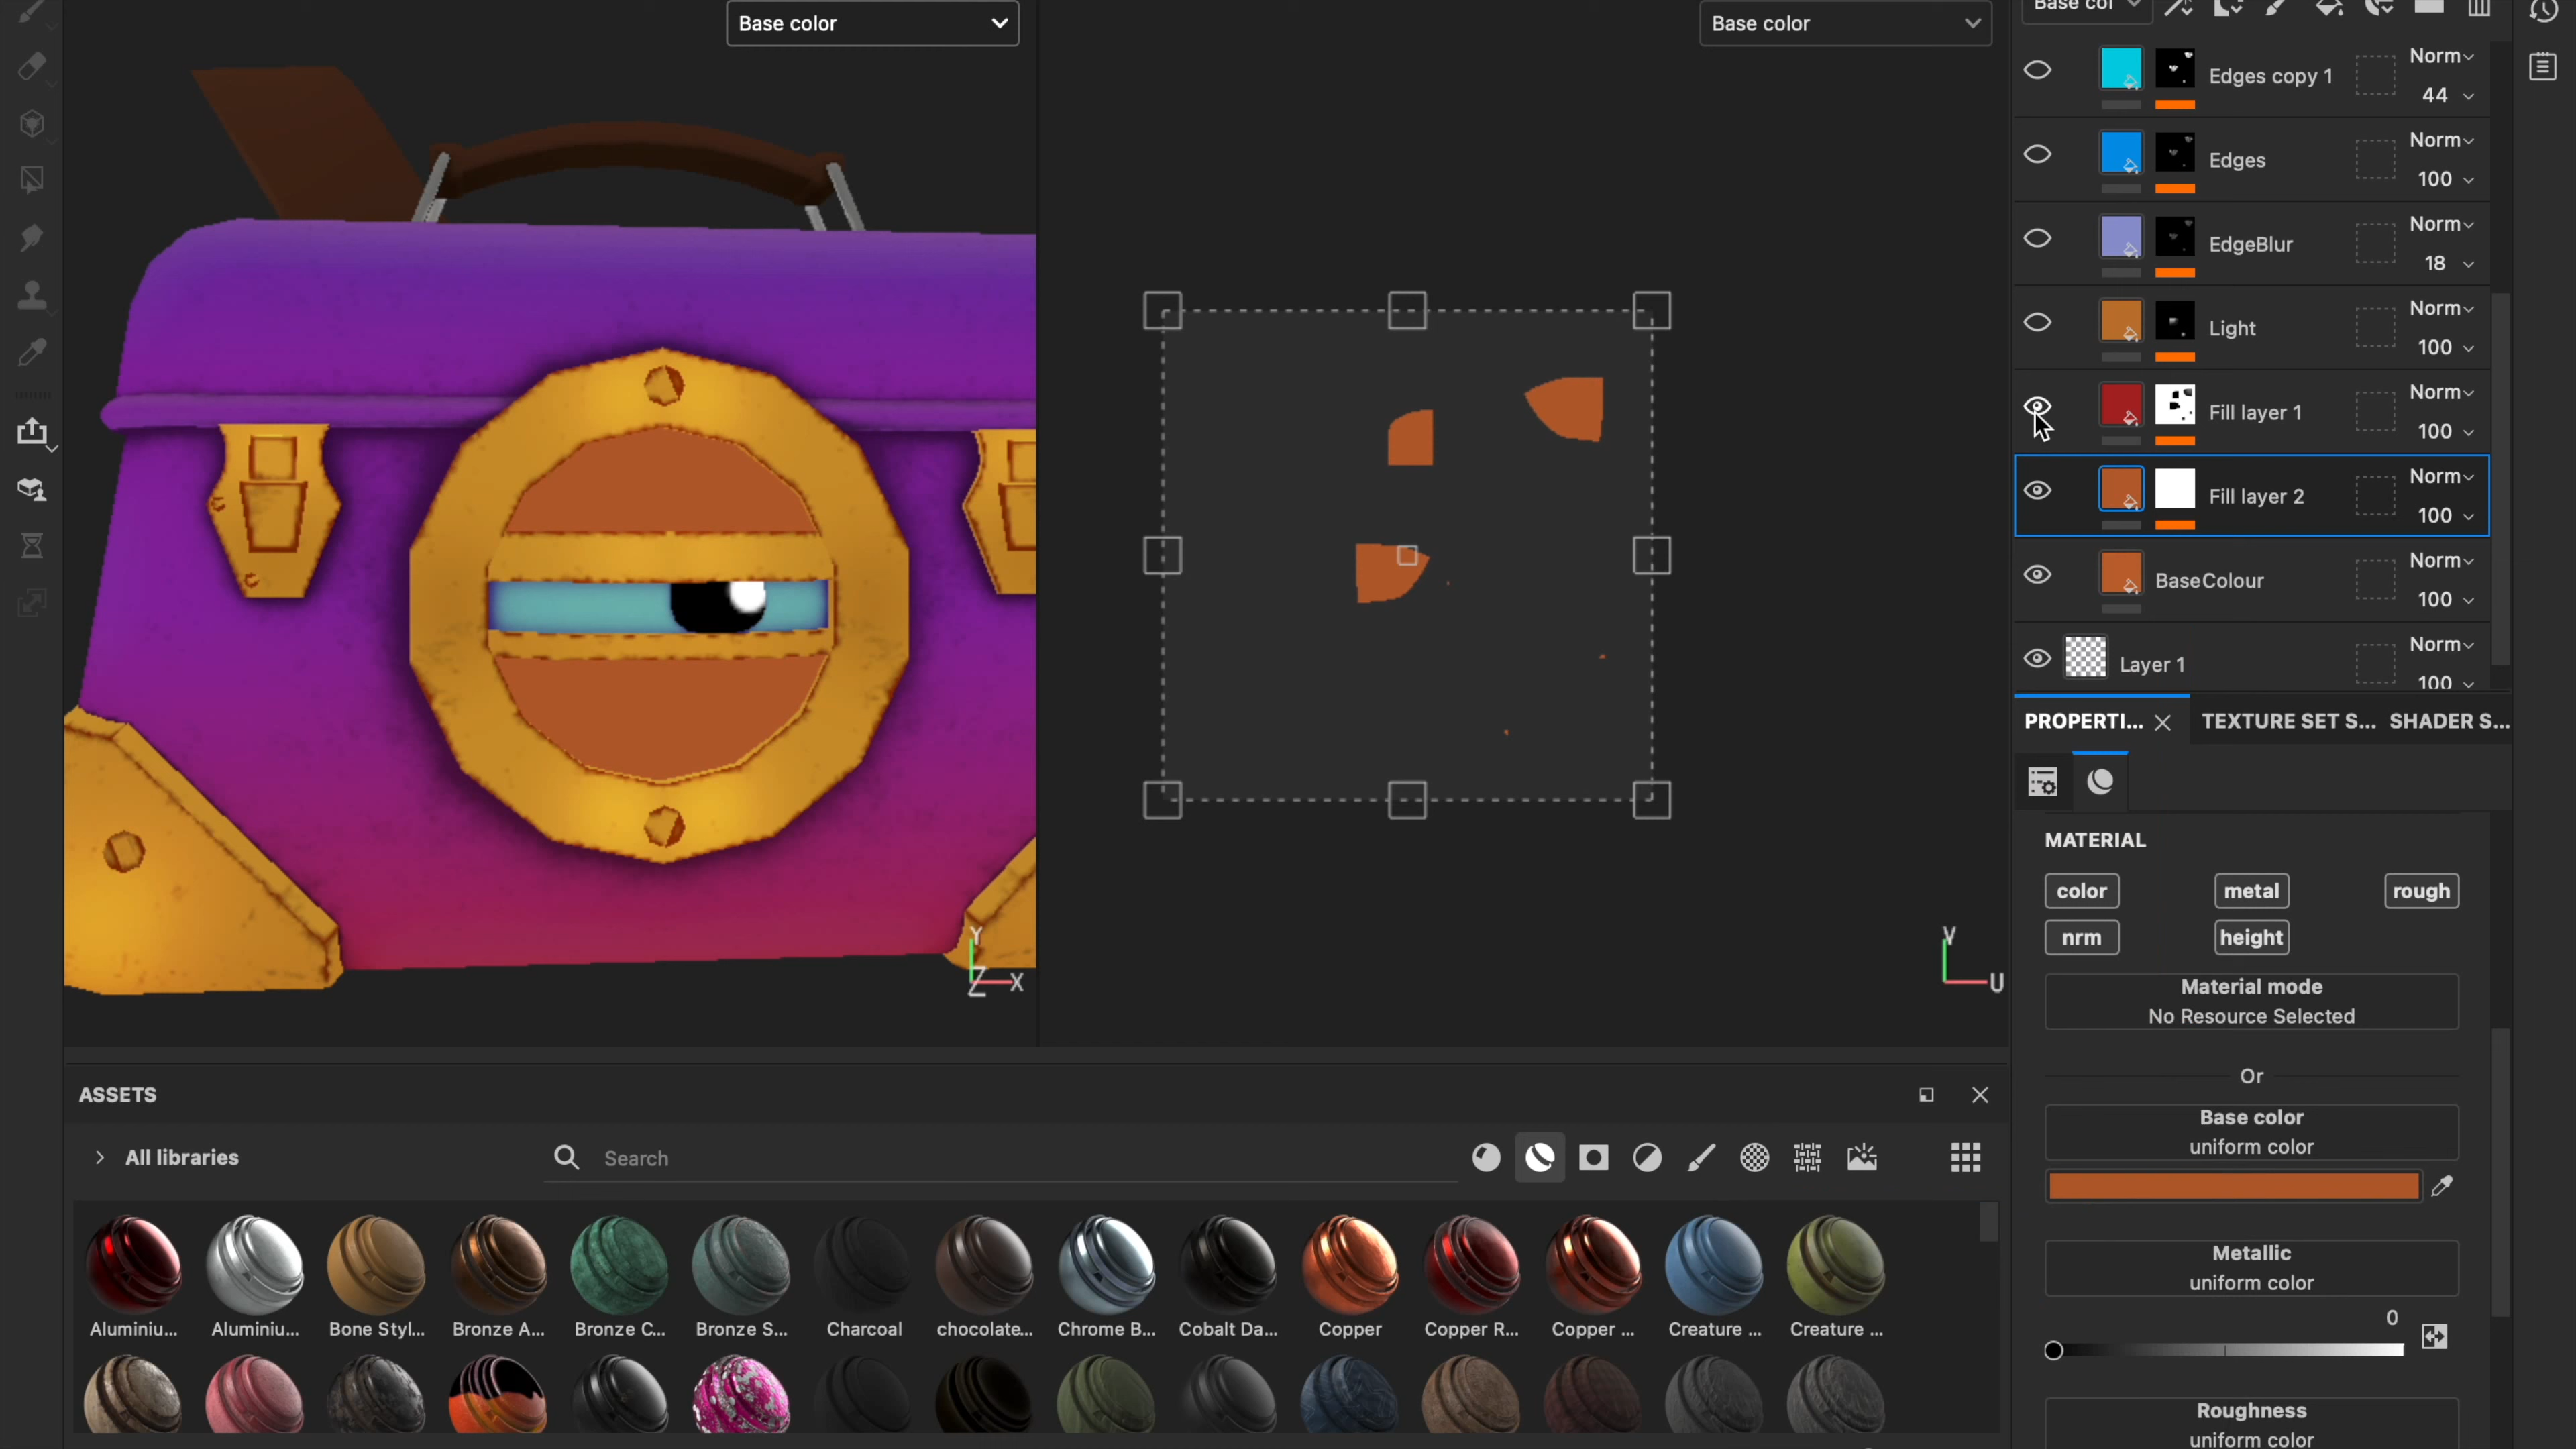 Base color
Base color
Base col
Edges copy 1
Norm
44
Edges
Norm
100
EdgeBlur
Norm
18
Light
Norm
100
Fill layer 1
Norm
100
Fill layer 2
Norm
100
BaseColour
Norm
100
Layer 1
Norm
100
PROPERTI...
TEXTURE SET S...
SHADER S...
MATERIAL
color
metal
rough
nrm
height
Material mode
No Resource Selected
Or
Base color
uniform color
Metallic
uniform color
0
Roughness
uniform color
Y
Z
X
V
U
ASSETS
All libraries
Search
Aluminiu...
Aluminiu...
Bone Styl...
Bronze A...
Bronze C...
Bronze S...
Charcoal
chocolate...
Chrome B...
Cobalt Da...
Copper
Copper R...
Copper ...
Creature ...
Creature ...